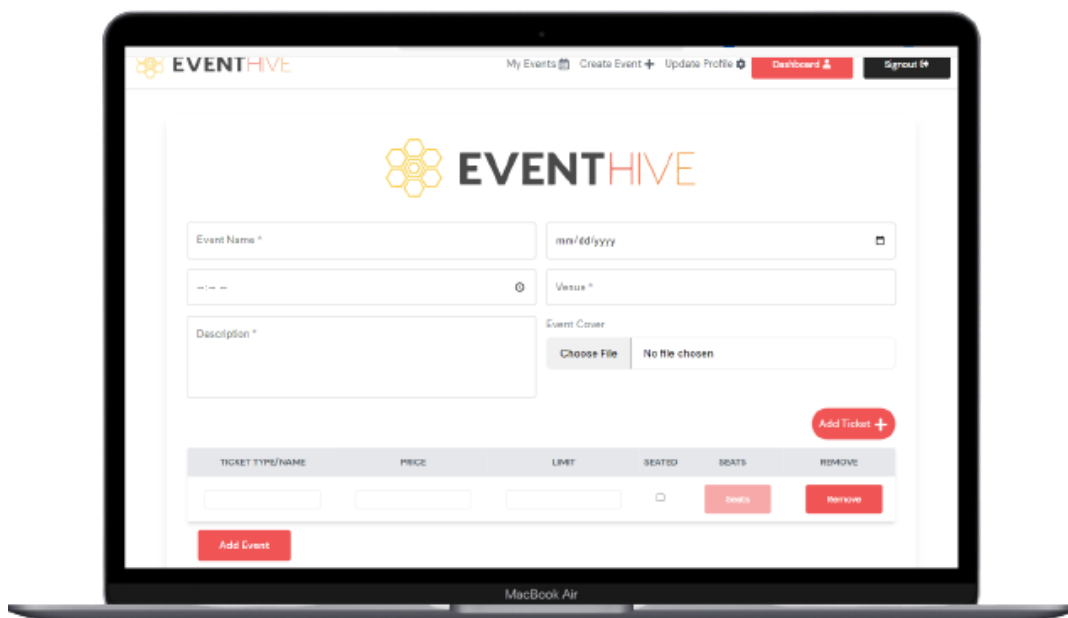 EVENTHIVE
My Events Create Event Update Profile Dashboard Signout
EVENTHIVE
Event Name *
mm/dd/yyyy
--:-- --
Venue *
Description *
Event Cover
Choose File No file chosen
Add Ticket
TICKET TYPE/NAME PRICE LIMIT SEATED SEATS REMOVE
Seats Remove
Add Event
MacBook Air